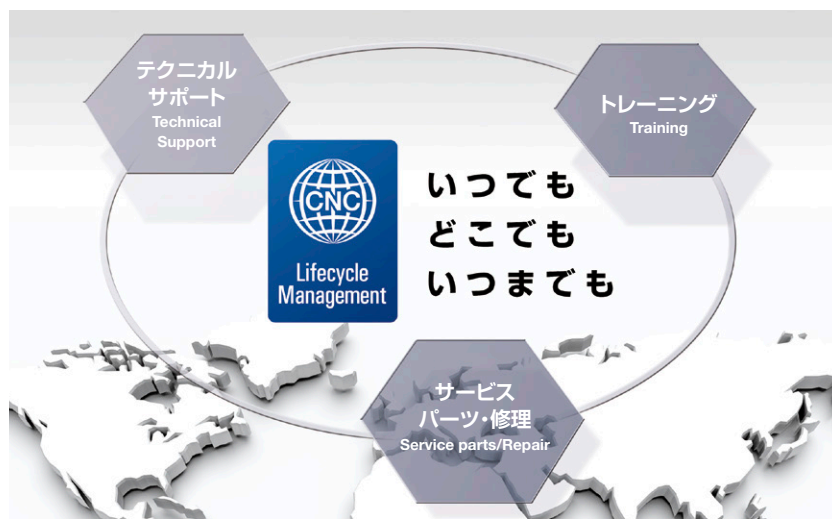 テクニカル
サポート
Technical
Support
トレーニング
Training
CNC
Lifecycle
Management
いつでも
どこでも
いつまでも
サービス
パーツ・修理
Service parts/Repair